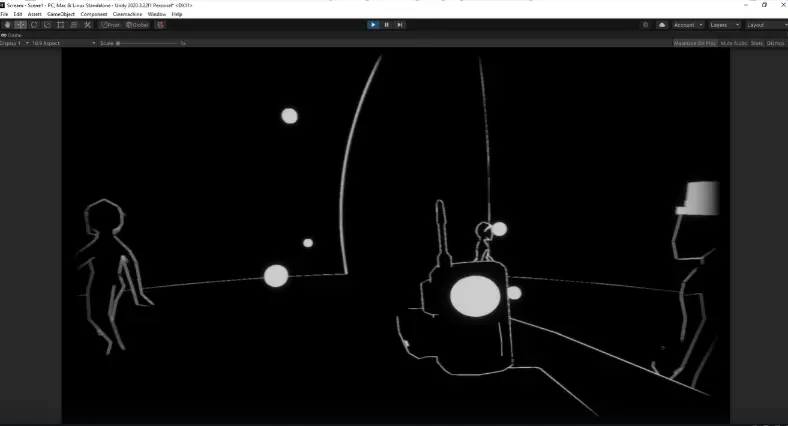 Scream - Scene1 - PC, Mac & Linux Standalone - Unity 2020.3.22f1 Personal* <DX11>
File Edit Assets GameObject Component Cinemachine Window Help
Pivot Global Account Layers Layout
Game
Display 1 16:9 Aspect Scale 1x Maximize On Play Mute Audio Stats Gizmos